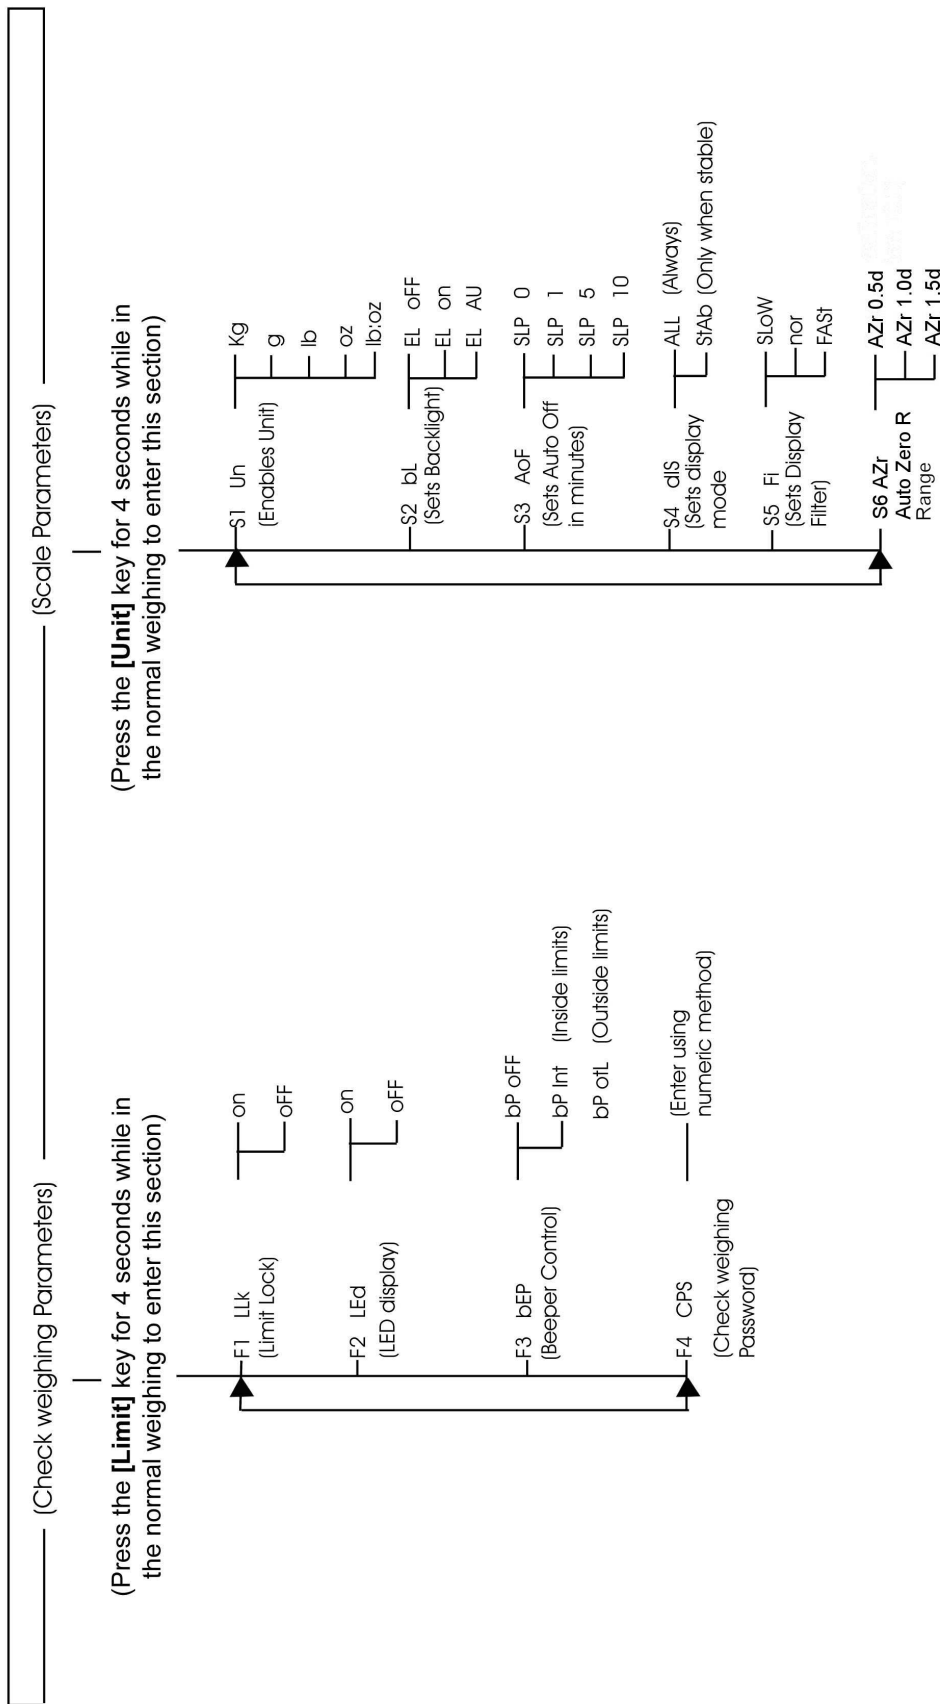 (Check weighing Parameters)
(Press the [Limit] key for 4 seconds while in
the normal weighing to enter this section)
F1 LLk
(Limit Lock)
on
oFF
F2 LEd
(LED display)
on
oFF
F3 bEP
(Beeper Control)
bP oFF
bP Int (Inside limits)
bP otL (Outside limits)
F4 CPS
(Check weighing
Password)
(Enter using
numeric method)
(Scale Parameters)
(Press the [Unit] key for 4 seconds while in
the normal weighing to enter this section)
S1 Un
(Enables Unit)
Kg
g
lb
oz
lb:oz
S2 bL
(Sets Backlight)
EL oFF
EL on
EL AU
S3 AoF
(Sets Auto Off
in minutes)
SLP 0
SLP 1
SLP 5
SLP 10
S4 dIS
(Sets display
mode
ALL (Always)
StAb (Only when stable)
S5 Fi
(Sets Display
Filter)
SLoW
nor
FASt
S6 AZr
Auto Zero R
Range
AZr 0.5d
AZr 1.0d
AZr 1.5d